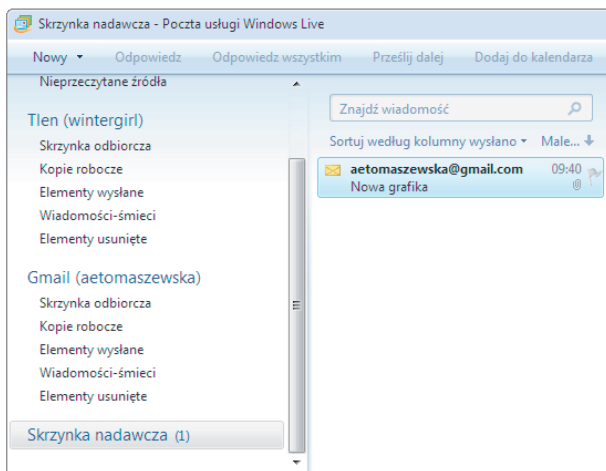 Skrzynka nadawcza - Poczta usługi Windows Live
Nowy Odpowiedz Odpowiedz wszystkim Prześlij dalej Dodaj do kalendarza
Nieprzeczytane źródła
Tlen (wintergirl)
Skrzynka odbiorcza
Kopie robocze
Elementy wysłane
Wiadomości-śmieci
Elementy usunięte
Gmail (aetomaszewska)
Skrzynka odbiorcza
Kopie robocze
Elementy wysłane
Wiadomości-śmieci
Elementy usunięte
Skrzynka nadawcza (1)
Znajdź wiadomość
Sortuj według kolumny wysłano Male...
aetomaszewska@gmail.com 09:40
Nowa grafika